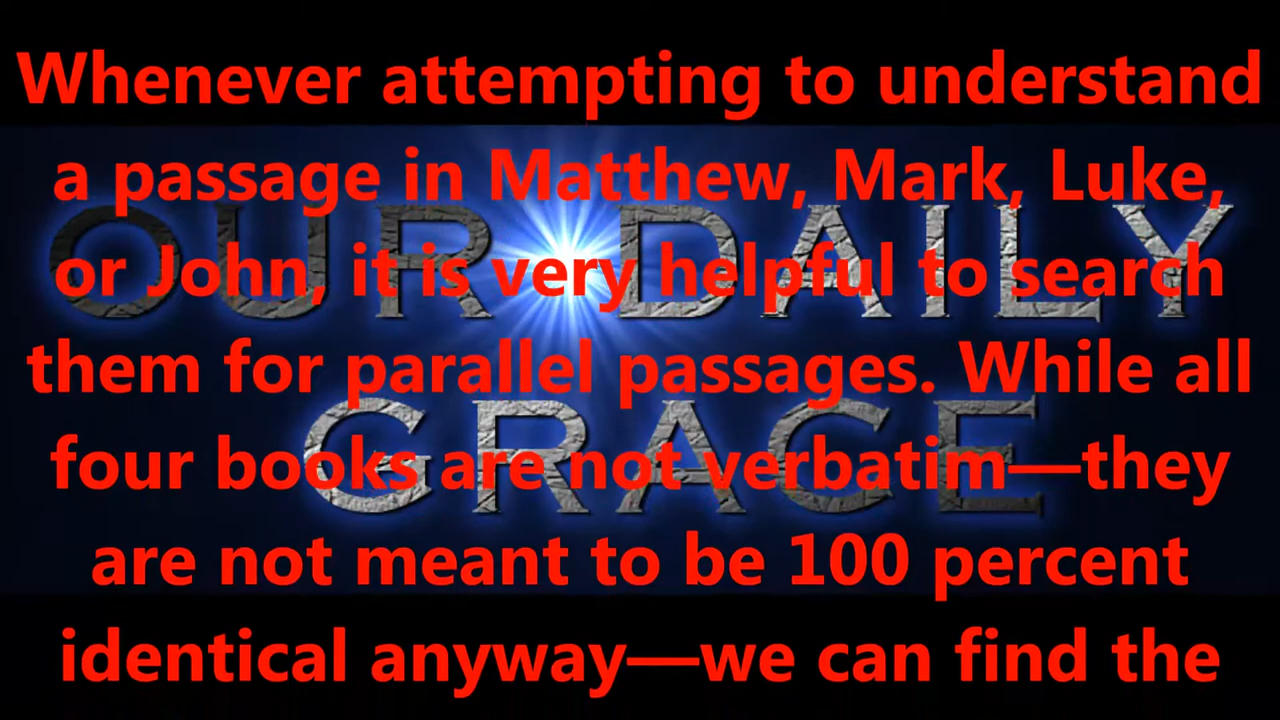 Whenever attempting to understand
a passage in Matthew, Mark, Luke,
or John, it is very helpful to search
them for parallel passages. While all
four books are not verbatim—they
are not meant to be 100 percent
identical anyway—we can find the
OUR DAILY
GRACE